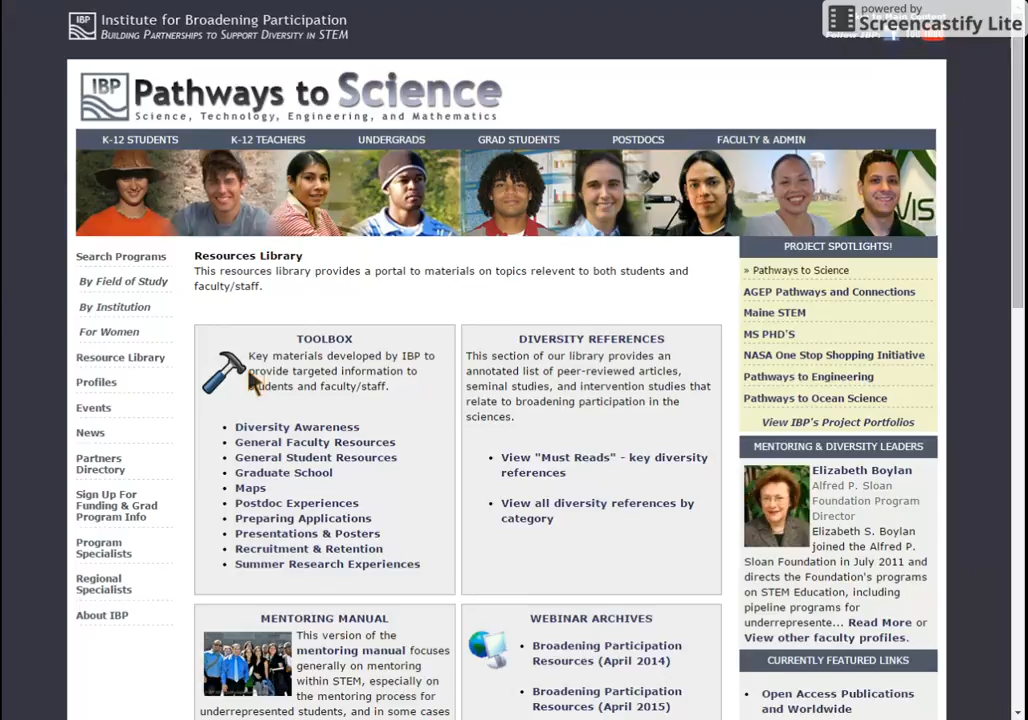 Institute for Broadening Participation
BUILDING PARTNERSHIPS TO SUPPORT DIVERSITY IN STEM
powered by
Screencastify Lite
IBP
Pathways to Science
Science, Technology, Engineering, and Mathematics
K-12 STUDENTS
K-12 TEACHERS
UNDERGRADS
GRAD STUDENTS
POSTDOCS
FACULTY & ADMIN
Search Programs
By Field of Study
By Institution
For Women
Resource Library
Profiles
Events
News
Partners
Directory
Sign Up For
Funding & Grad
Program Info
Program
Specialists
Regional
Specialists
About IBP
Resources Library
This resources library provides a portal to materials on topics relevent to both students and
faculty/staff.
TOOLBOX
Key materials developed by IBP to
provide targeted information to
students and faculty/staff.
Diversity Awareness
General Faculty Resources
General Student Resources
Graduate School
Maps
Postdoc Experiences
Preparing Applications
Presentations & Posters
Recruitment & Retention
Summer Research Experiences
DIVERSITY REFERENCES
This section of our library provides an
annotated list of peer-reviewed articles,
seminal studies, and intervention studies that
relate to broadening participation in the
sciences.
View "Must Reads" - key diversity
references
View all diversity references by
category
MENTORING MANUAL
This version of the
mentoring manual focuses
generally on mentoring
within STEM, especially on
the mentoring process for
underrepresented students, and in some cases
WEBINAR ARCHIVES
Broadening Participation
Resources (April 2014)
Broadening Participation
Resources (April 2015)
PROJECT SPOTLIGHTS!
» Pathways to Science
AGEP Pathways and Connections
Maine STEM
MS PHD'S
NASA One Stop Shopping Initiative
Pathways to Engineering
Pathways to Ocean Science
View IBP's Project Portfolios
MENTORING & DIVERSITY LEADERS
Elizabeth Boylan
Alfred P. Sloan
Foundation Program
Director
Elizabeth S. Boylan
joined the Alfred P.
Sloan Foundation in July 2011 and
directs the Foundation's programs
on STEM Education, including
pipeline programs for
underrepresente... Read More or
View other faculty profiles.
CURRENTLY FEATURED LINKS
Open Access Publications
and Worldwide